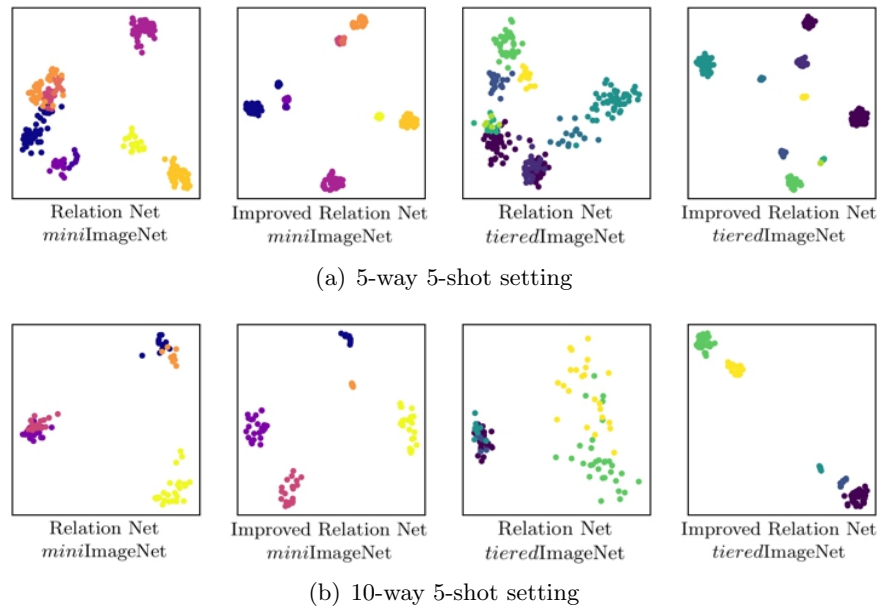 Relation Net
miniImageNet
Improved Relation Net
miniImageNet
Relation Net
tieredImageNet
Improved Relation Net
tieredImageNet
(a) 5-way 5-shot setting
Relation Net
miniImageNet
Improved Relation Net
miniImageNet
Relation Net
tieredImageNet
Improved Relation Net
tieredImageNet
(b) 10-way 5-shot setting